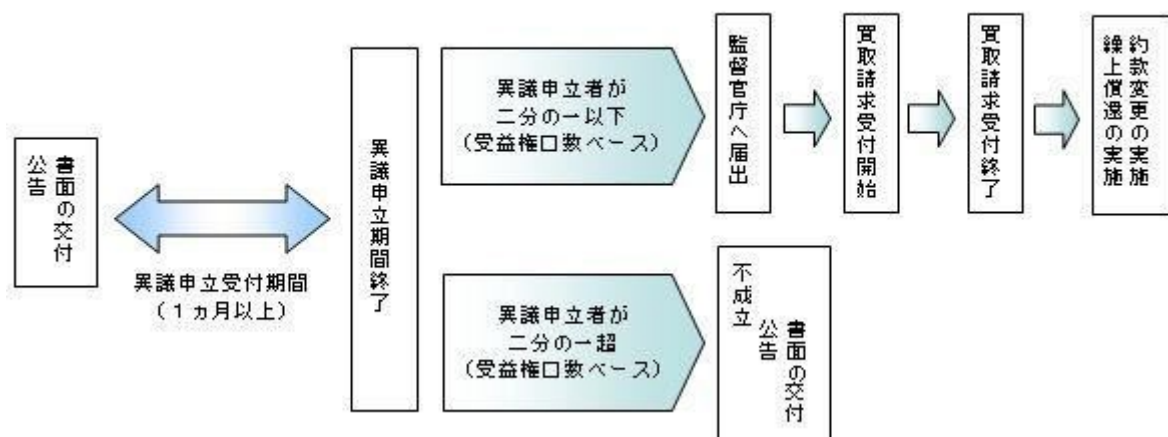 書面の交付
公告
異議申立受付期間
（１ヵ月以上）
異議申立期間終了
異議申立者が
二分の一以下
（受益権口数ベース）
監督官庁へ届出
買取請求受付開始
買取請求受付終了
約款変更の実施
繰上償還の実施
異議申立者が
二分の一超
（受益権口数ベース）
不成立
書面の交付
公告